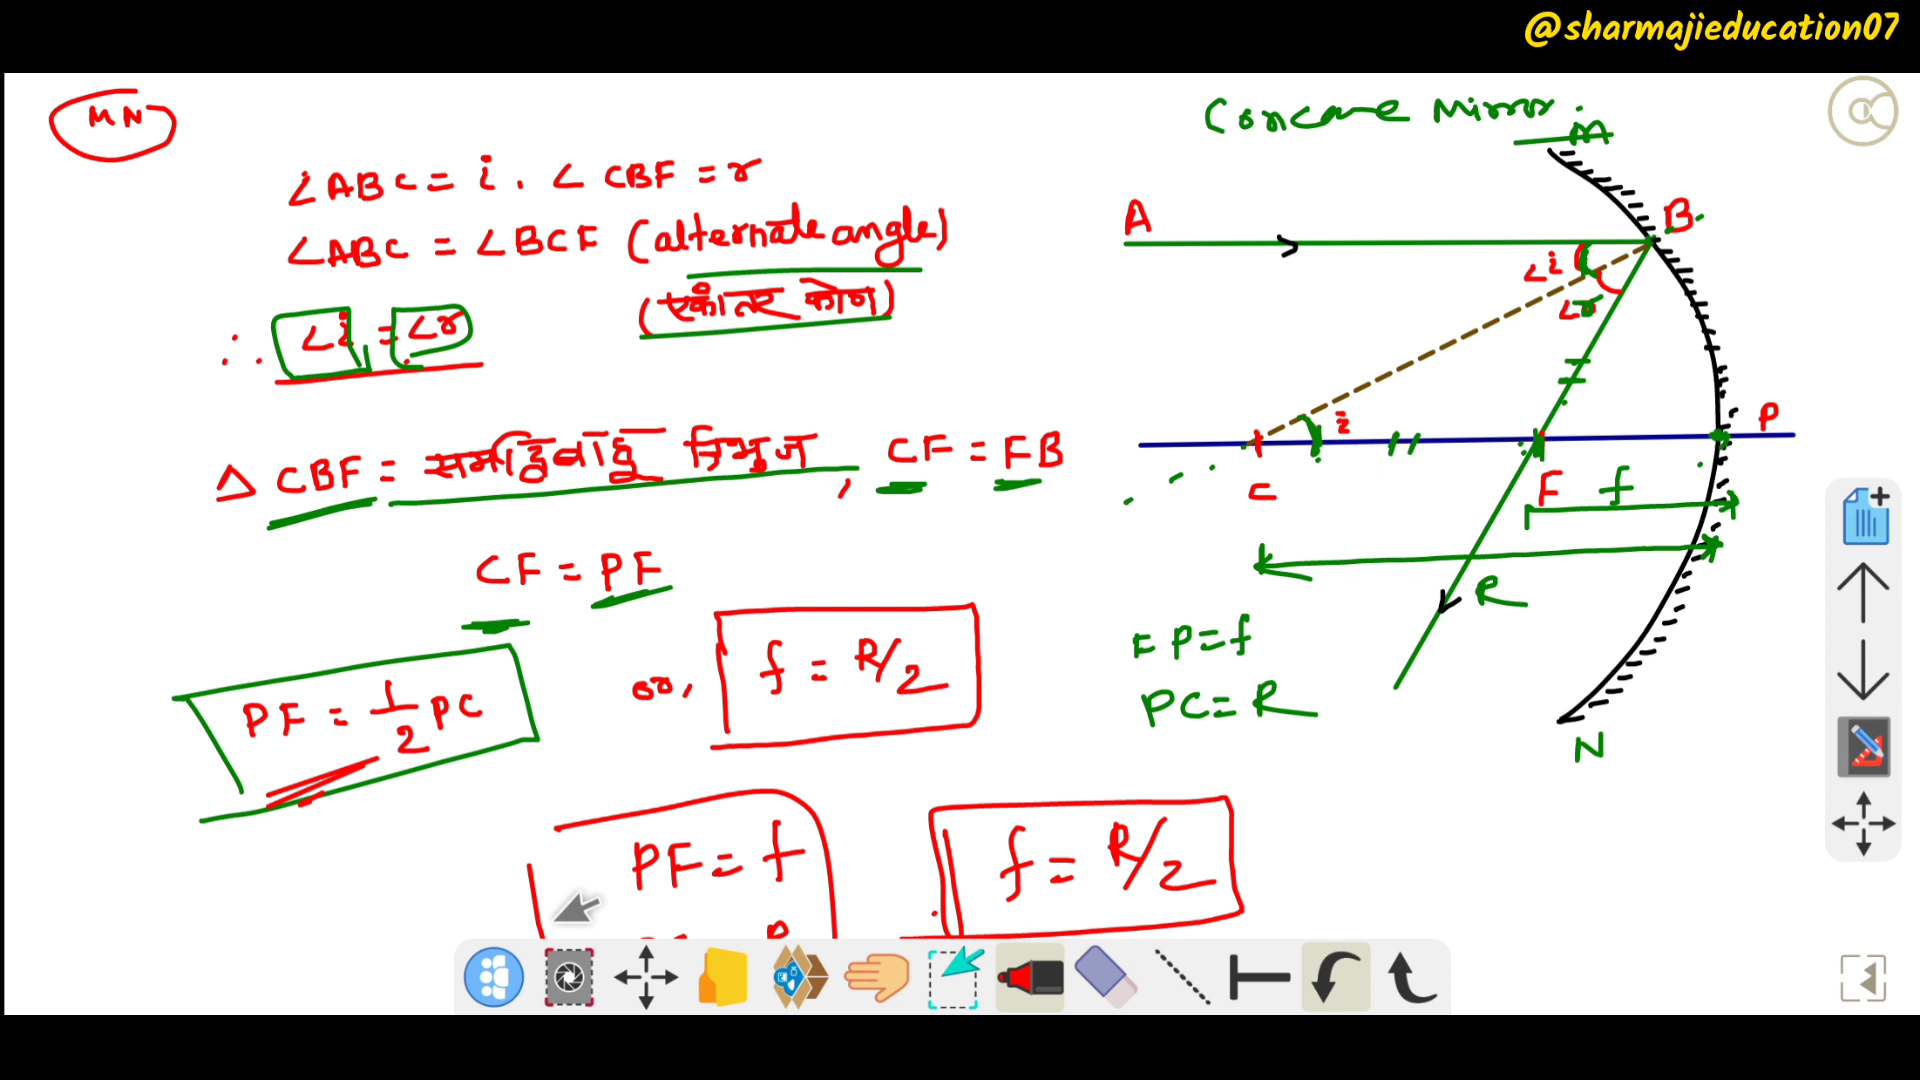 @sharmajieducation07
MN
∠ABC = i . ∠CBF = r
∠ABC = ∠BCF (alternate angle)
(एकांतर कोण)
∴ ∠i = ∠r
Δ CBF = समद्विबाहु त्रिभुज , CF = FB
CF = PF
PF = 1/2 PC
or, f = R/2
PF = f
f = R/2
Concave Mirror
M
A
B
∠i
∠r
i
P
C
F
f
R
FP = f
PC = R
N